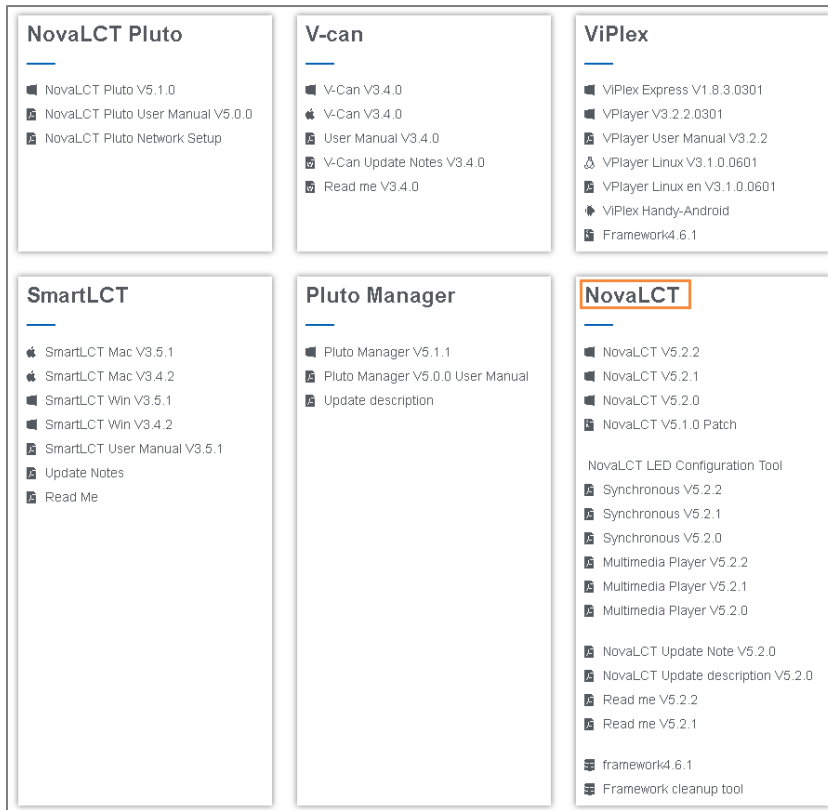 NovaLCT Pluto
NovaLCT Pluto V5.1.0
NovaLCT Pluto User Manual V5.0.0
NovaLCT Pluto Network Setup
V-can
V-Can V3.4.0
V-Can V3.4.0
User Manual V3.4.0
V-Can Update Notes V3.4.0
Read me V3.4.0
ViPlex
ViPlex Express V1.8.3.0301
VPlayer V3.2.2.0301
VPlayer User Manual V3.2.2
VPlayer Linux V3.1.0.0601
VPlayer Linux en V3.1.0.0601
ViPlex Handy-Android
Framework4.6.1
SmartLCT
SmartLCT Mac V3.5.1
SmartLCT Mac V3.4.2
SmartLCT Win V3.5.1
SmartLCT Win V3.4.2
SmartLCT User Manual V3.5.1
Update Notes
Read Me
Pluto Manager
Pluto Manager V5.1.1
Pluto Manager V5.0.0 User Manual
Update description
NovaLCT
NovaLCT V5.2.2
NovaLCT V5.2.1
NovaLCT V5.2.0
NovaLCT V5.1.0 Patch
NovaLCT LED Configuration Tool
Synchronous V5.2.2
Synchronous V5.2.1
Synchronous V5.2.0
Multimedia Player V5.2.2
Multimedia Player V5.2.1
Multimedia Player V5.2.0
NovaLCT Update Note V5.2.0
NovaLCT Update description V5.2.0
Read me V5.2.2
Read me V5.2.1
framework4.6.1
Framework cleanup tool